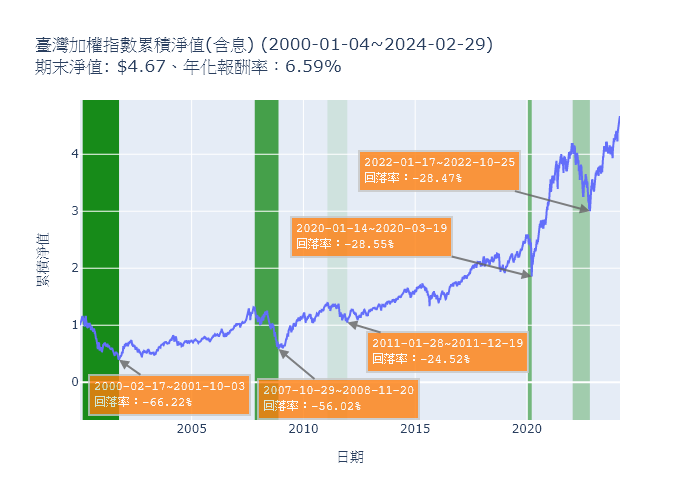 臺灣加權指數累積淨值(含息) (2000-01-04~2024-02-29)
期末淨值: $4.67、年化報酬率：6.59%
累積淨值
4
3
2
1
0
2022-01-17~2022-10-25
回落率：-28.47%
2020-01-14~2020-03-19
回落率：-28.55%
2011-01-28~2011-12-19
回落率：-24.52%
2000-02-17~2001-10-03
回落率：-66.22%
2007-10-29~2008-11-20
回落率：-56.02%
2005
2010
2015
2020
日期